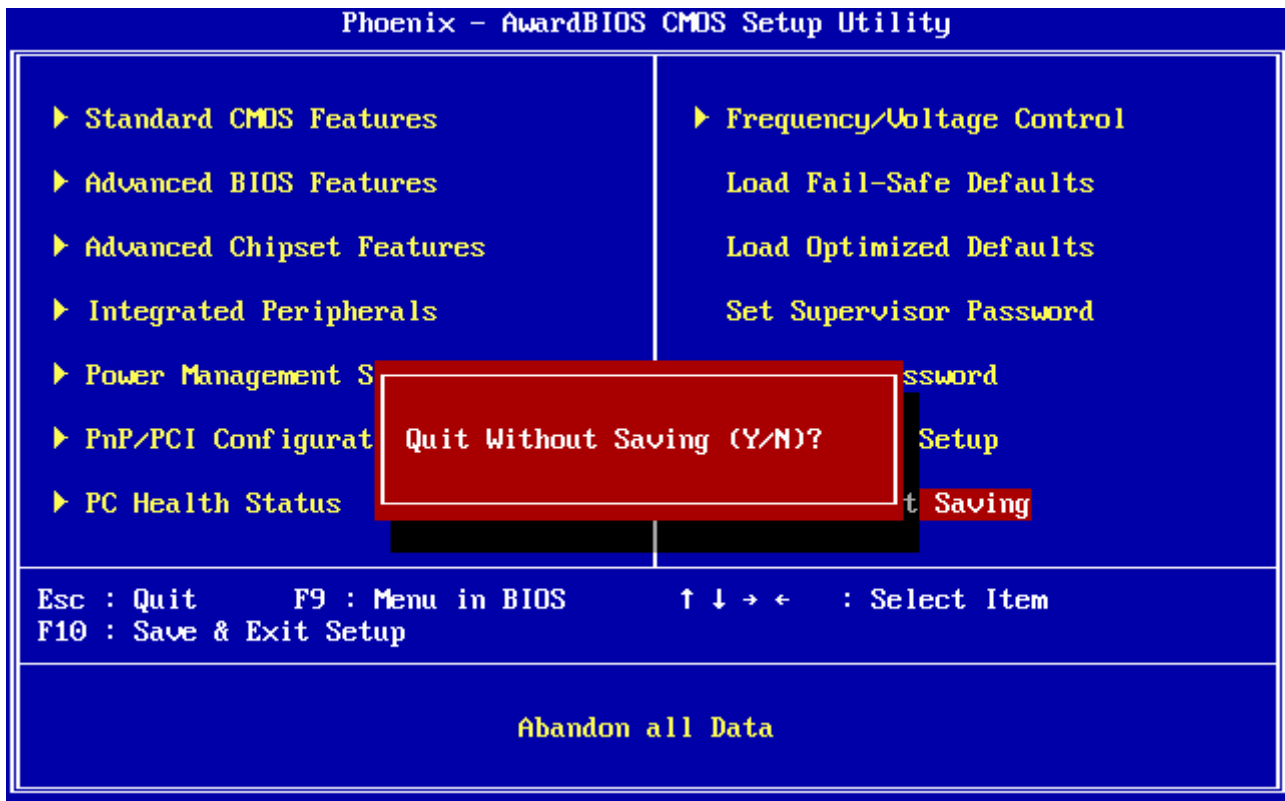 Phoenix - AwardBIOS CMOS Setup Utility
Standard CMOS Features
Advanced BIOS Features
Advanced Chipset Features
Integrated Peripherals
Power Management S
PnP/PCI Configurat
PC Health Status
Frequency/Voltage Control
Load Fail-Safe Defaults
Load Optimized Defaults
Set Supervisor Password
ssword
Setup
t Saving
Quit Without Saving (Y/N)?
Esc : Quit F9 : Menu in BIOS ↑ ↓ → ← : Select Item
F10 : Save & Exit Setup
Abandon all Data